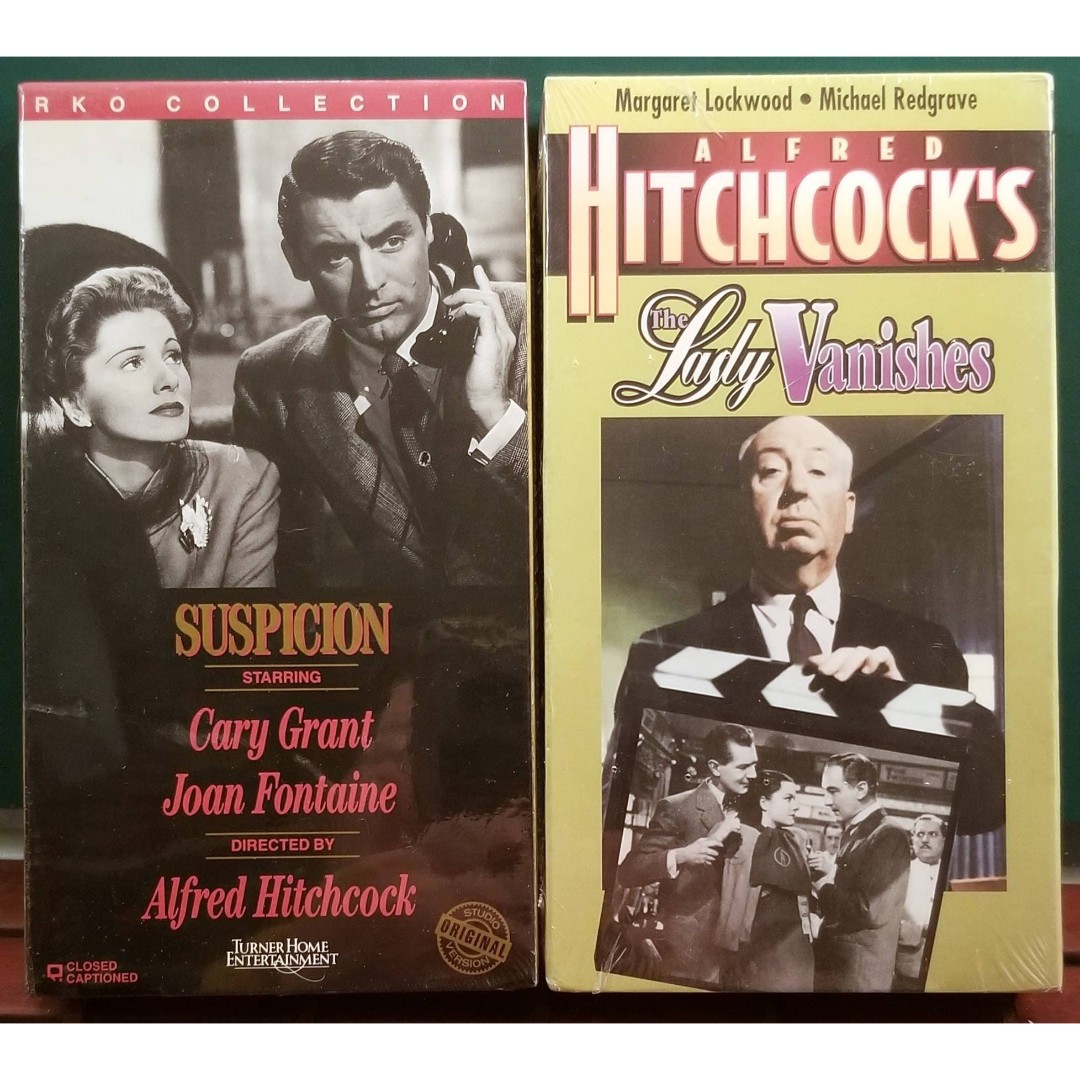 RKO COLLECTION
SUSPICION
STARRING
Cary Grant
Joan Fontaine
DIRECTED BY
Alfred Hitchcock
TURNER HOME
ENTERTAINMENT
CLOSED
CAPTIONED
STUDIO
ORIGINAL
VERSION
Margaret Lockwood • Michael Redgrave
ALFRED
HITCHCOCK'S
The Lady Vanishes